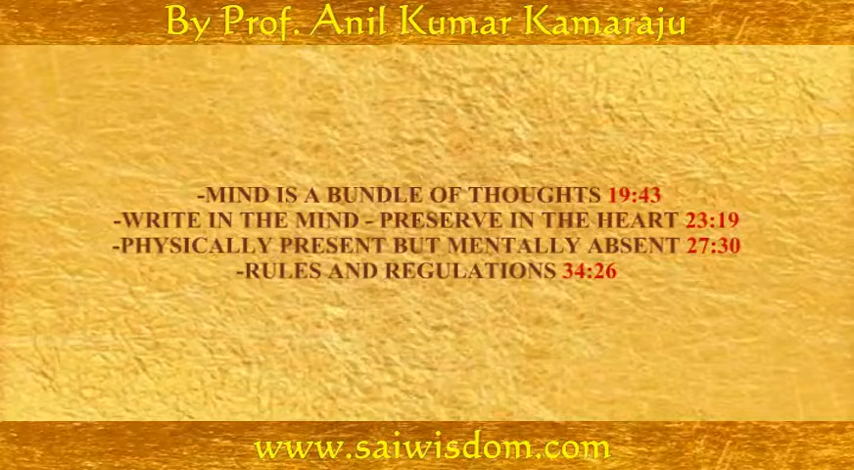 By Prof. Anil Kumar Kamaraju
-MIND IS A BUNDLE OF THOUGHTS 19:43
-WRITE IN THE MIND - PRESERVE IN THE HEART 23:19
-PHYSICALLY PRESENT BUT MENTALLY ABSENT 27:30
-RULES AND REGULATIONS 34:26
www.saiwisdom.com